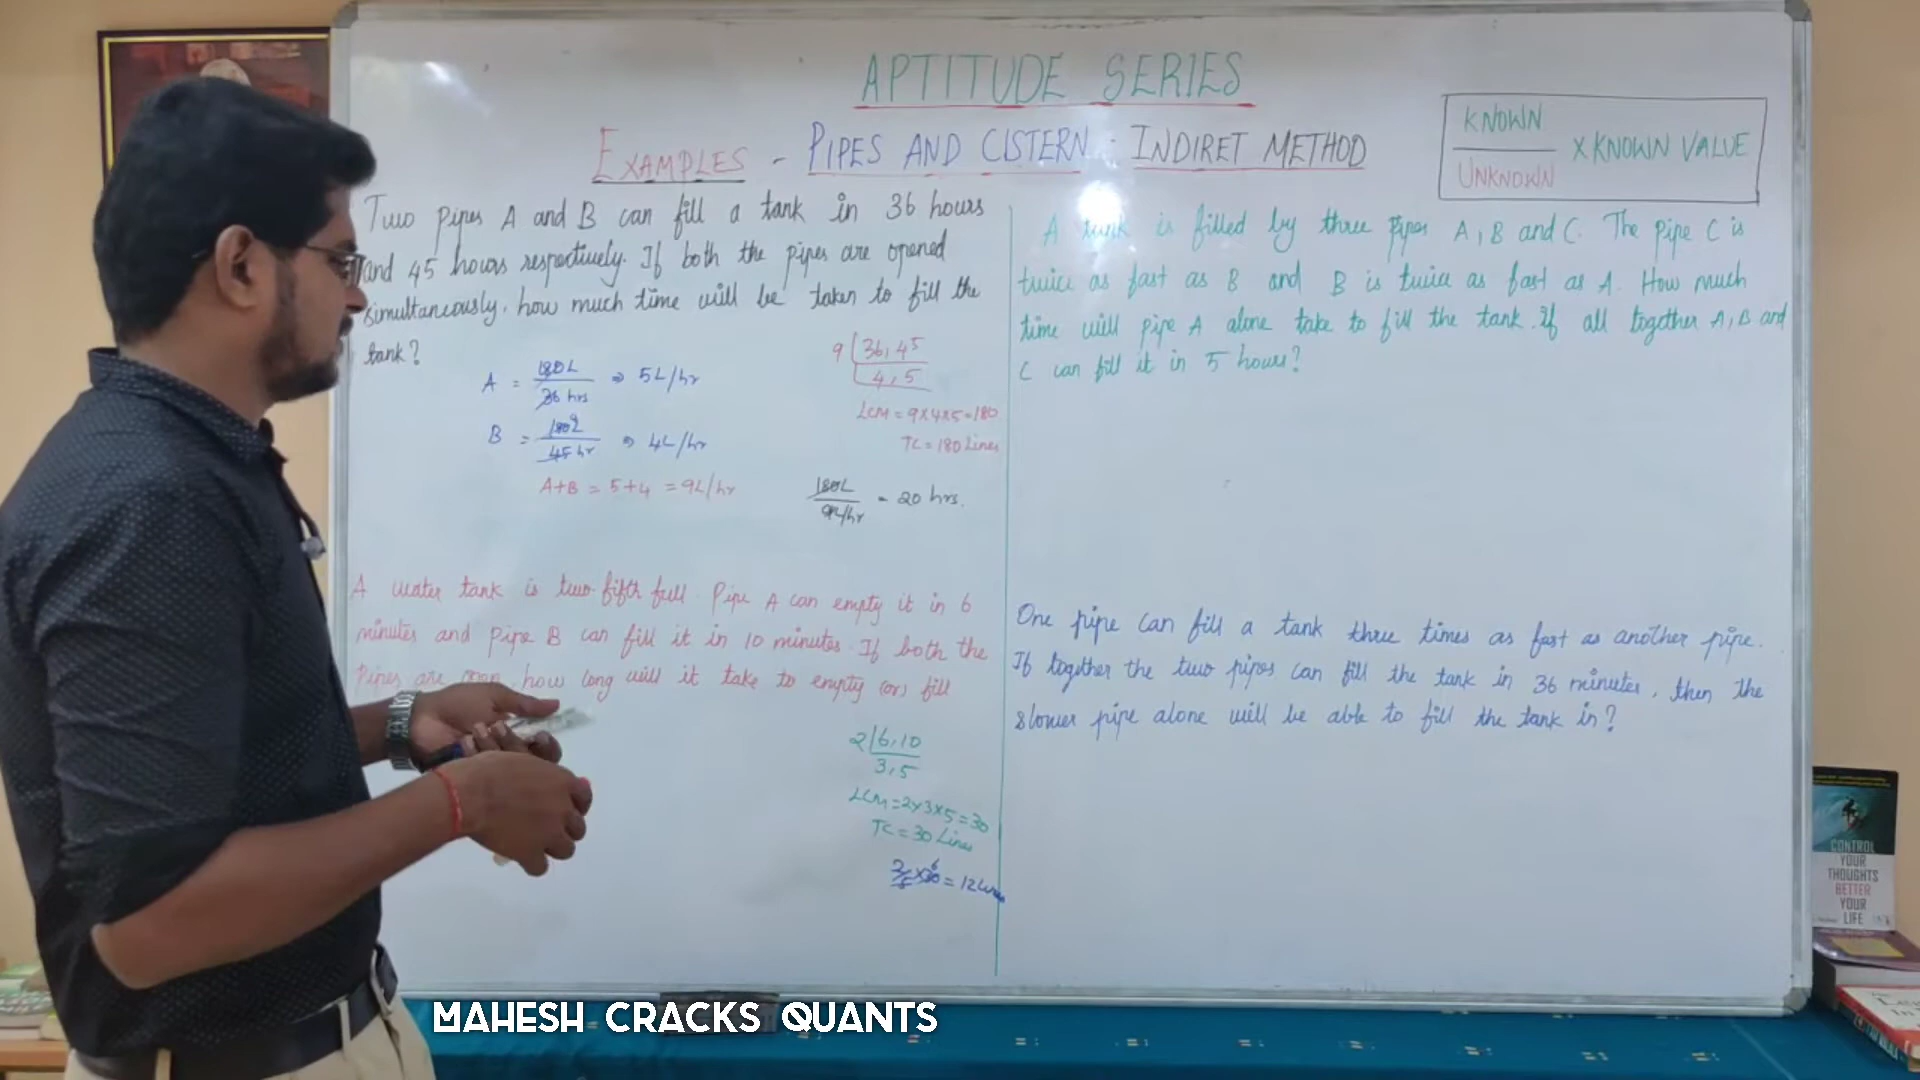 APTITUDE SERIES
EXAMPLES - PIPES AND CISTERN - INDIRET METHOD
KNOWN
UNKNOWN
X KNOWN VALUE
Two pipes A and B can fill a tank in 36 hours
and 45 hours respectively. If both the pipes are opened
simultaneously, how much time will be taken to fill the
tank?
A = 180L / 36 hrs ⇒ 5L/hr
B = 180L / 45 hr ⇒ 4L/hr
A+B = 5+4 = 9L/hr
9 | 36, 45
4, 5
LCM = 9x4x5=180
TC = 180 Litres
180L / 9L/hr = 20 hrs.
A water tank is two-fifth full. Pipe A can empty it in 6
minutes and pipe B can fill it in 10 minutes. If both the
Pipes are open, how long will it take to empty (or) fill
2 | 6, 10
3, 5
LCM = 2x3x5 = 30
TC = 30 Litres
2/5 x 30 6 = 12
A tank is filled by three pipes A, B and C. The pipe C is
twice as fast as B and B is twice as fast as A. How much
time will pipe A alone take to fill the tank. If all together A, B and
C can fill it in 5 hours?
One pipe can fill a tank three times as fast as another pipe.
If together the two pipes can fill the tank in 36 minutes, then the
slower pipe alone will be able to fill the tank in?
CONTROL
YOUR
THOUGHTS
BETTER
YOUR
LIFE
MAHESH CRACKS QUANTS